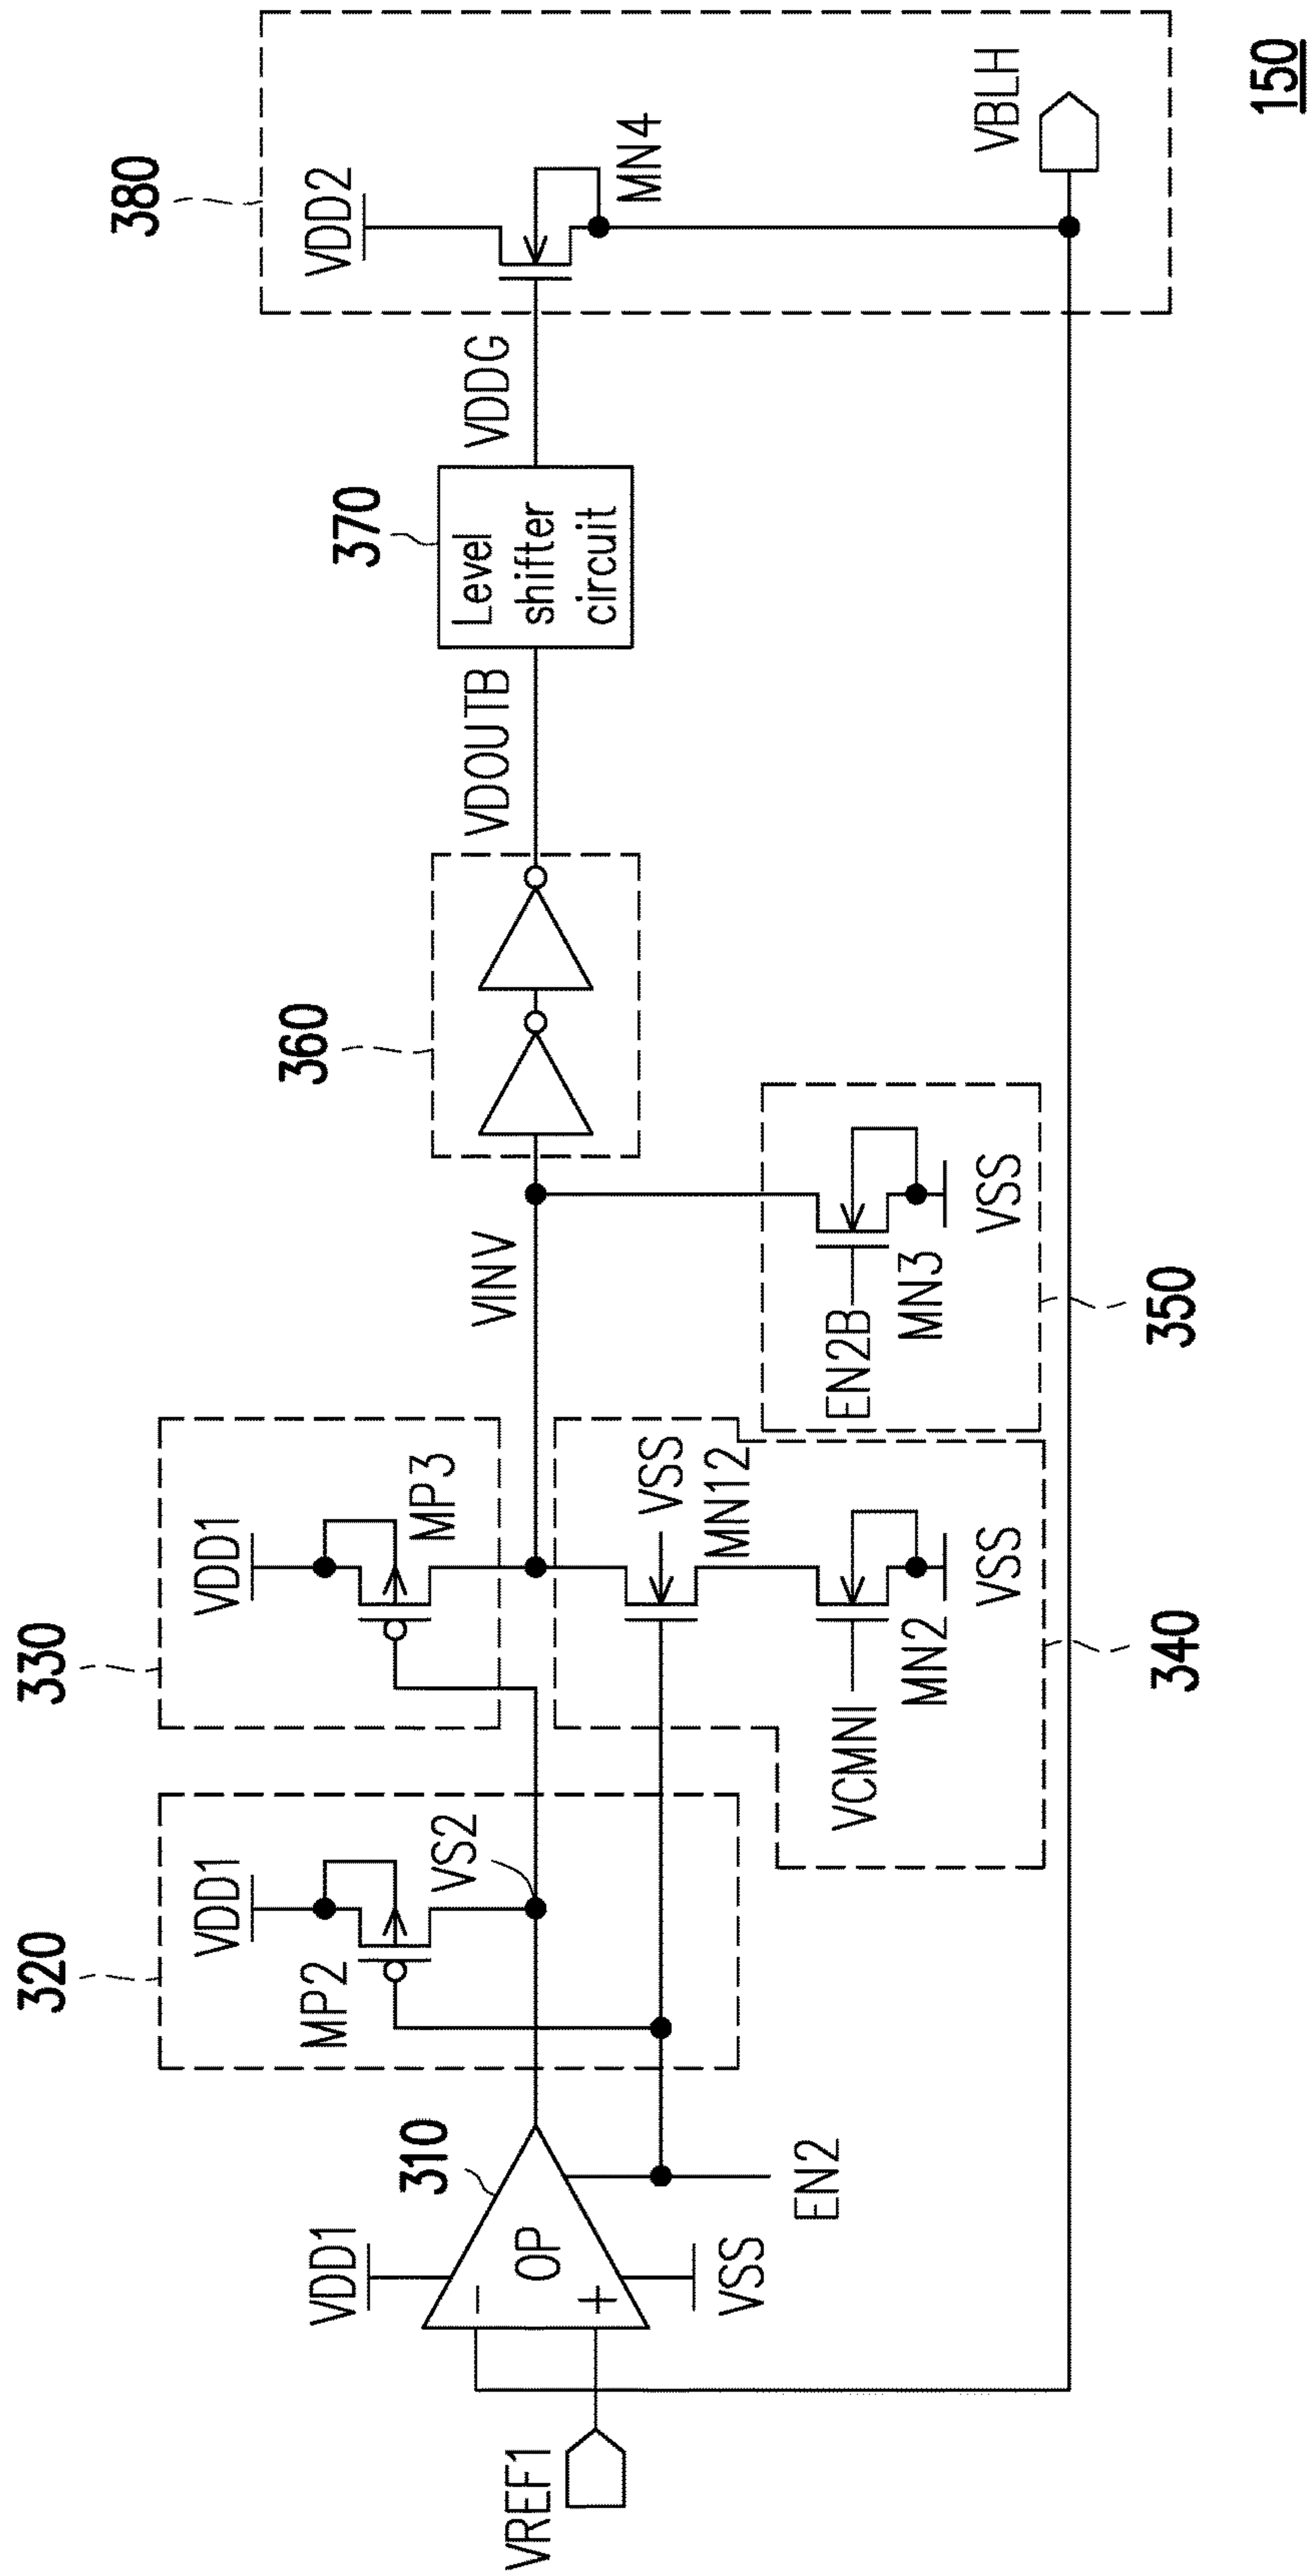 150
380
VDD2
MN4
VBLH
VDDG
370
Level
shifter
circuit
VDOUTB
360
VINV
350
EN2B
MN3
VSS
330
VDD1
MP3
VSS
MN12
340
VCMNI
MN2
VSS
320
VDD1
MP2
VS2
310
VDD1
OP
−
+
VSS
EN2
VREF1